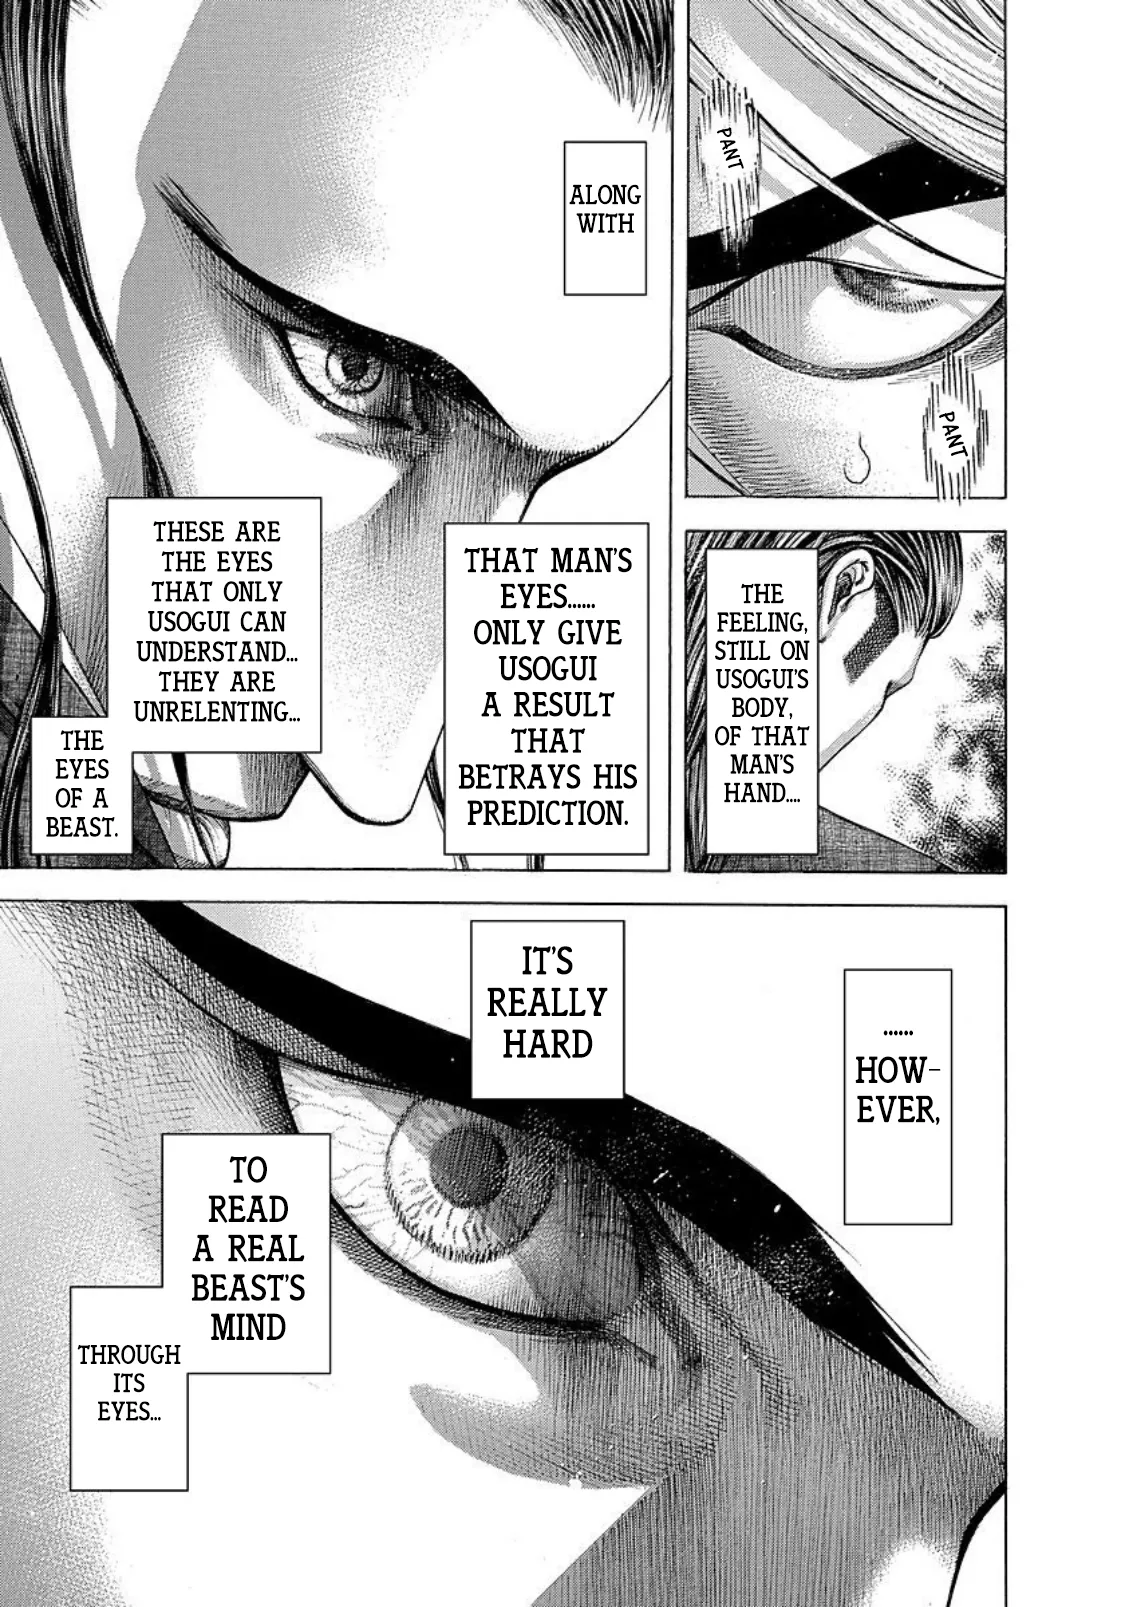 PANT
PANT
THE
FEELING,
STILL ON
USOGUI'S
BODY,
OF THAT
MAN'S
HAND....
ALONG
WITH
THAT MAN'S
EYES......
ONLY GIVE
USOGUI
A RESULT
THAT
BETRAYS HIS
PREDICTION.
THESE ARE
THE EYES
THAT ONLY
USOGUI CAN
UNDERSTAND...
THEY ARE
UNRELENTING...
THE
EYES
OF A
BEAST.
......
HOW-
EVER,
IT'S
REALLY
HARD
TO
READ
A REAL
BEAST'S
MIND
THROUGH
ITS
EYES...